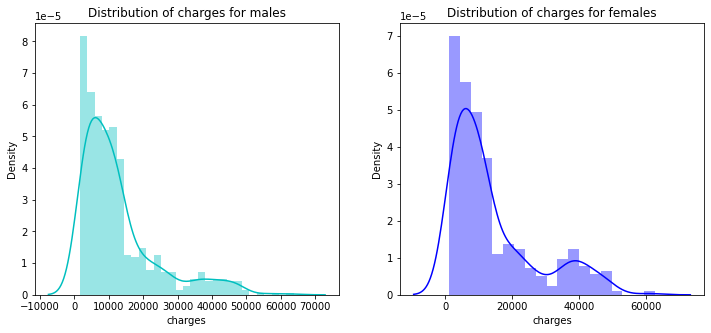 Distribution of charges for males
1e−5
8
7
6
5
4
3
2
1
0
Density
−10000 0 10000 20000 30000 40000 50000 60000 70000
charges
Distribution of charges for females
1e−5
7
6
5
4
3
2
1
0
Density
0 20000 40000 60000
charges